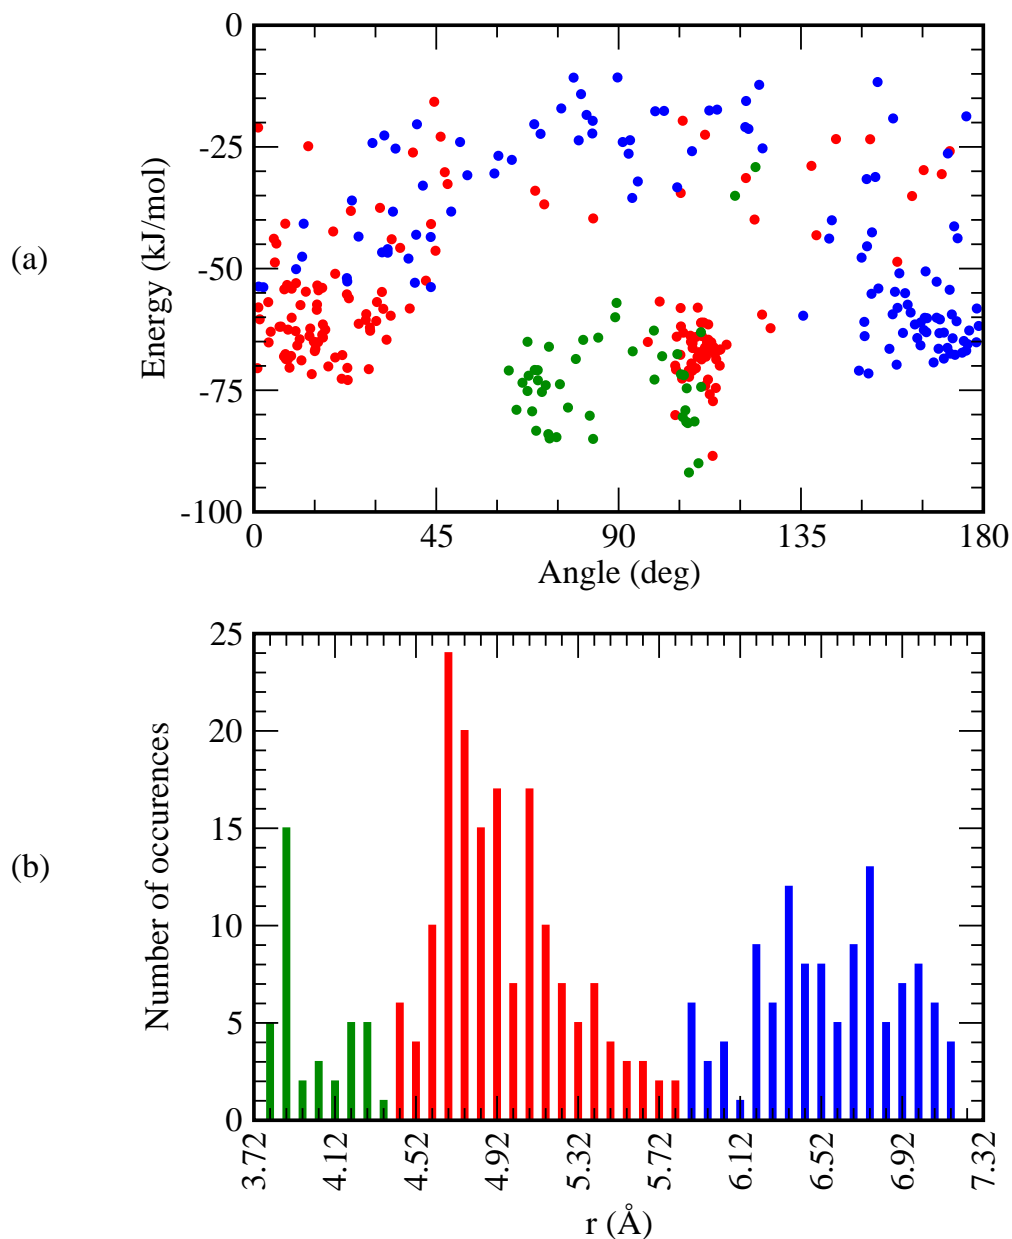 (a)
Energy (kJ/mol)
0
-25
-50
-75
-100
0 45 90 135 180
Angle (deg)
(b)
Number of occurences
25
20
15
10
5
0
3.72 4.12 4.52 4.92 5.32 5.72 6.12 6.52 6.92 7.32
r (Å)